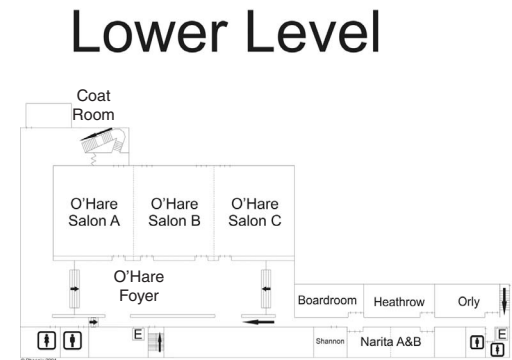 Lower Level
Coat
Room
O'Hare
Salon A
O'Hare
Salon B
O'Hare
Salon C
O'Hare
Foyer
Boardroom
Heathrow
Orly
E
E
Shannon
Narita A&B